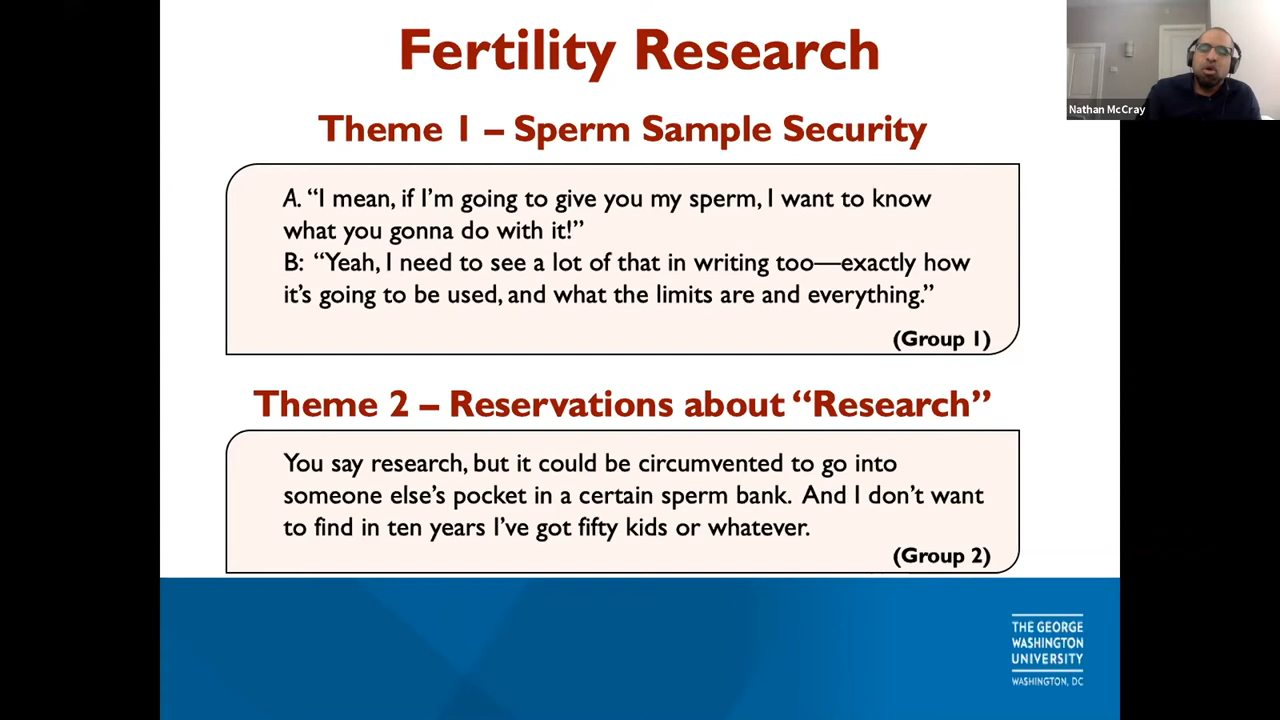 Fertility Research
Nathan McCray
Theme 1 – Sperm Sample Security
A. “I mean, if I’m going to give you my sperm, I want to know
what you gonna do with it!”
B: “Yeah, I need to see a lot of that in writing too—exactly how
it’s going to be used, and what the limits are and everything.”
(Group 1)
Theme 2 – Reservations about “Research”
You say research, but it could be circumvented to go into
someone else’s pocket in a certain sperm bank. And I don’t want
to find in ten years I’ve got fifty kids or whatever.
(Group 2)
THE GEORGE
WASHINGTON
UNIVERSITY
WASHINGTON, DC